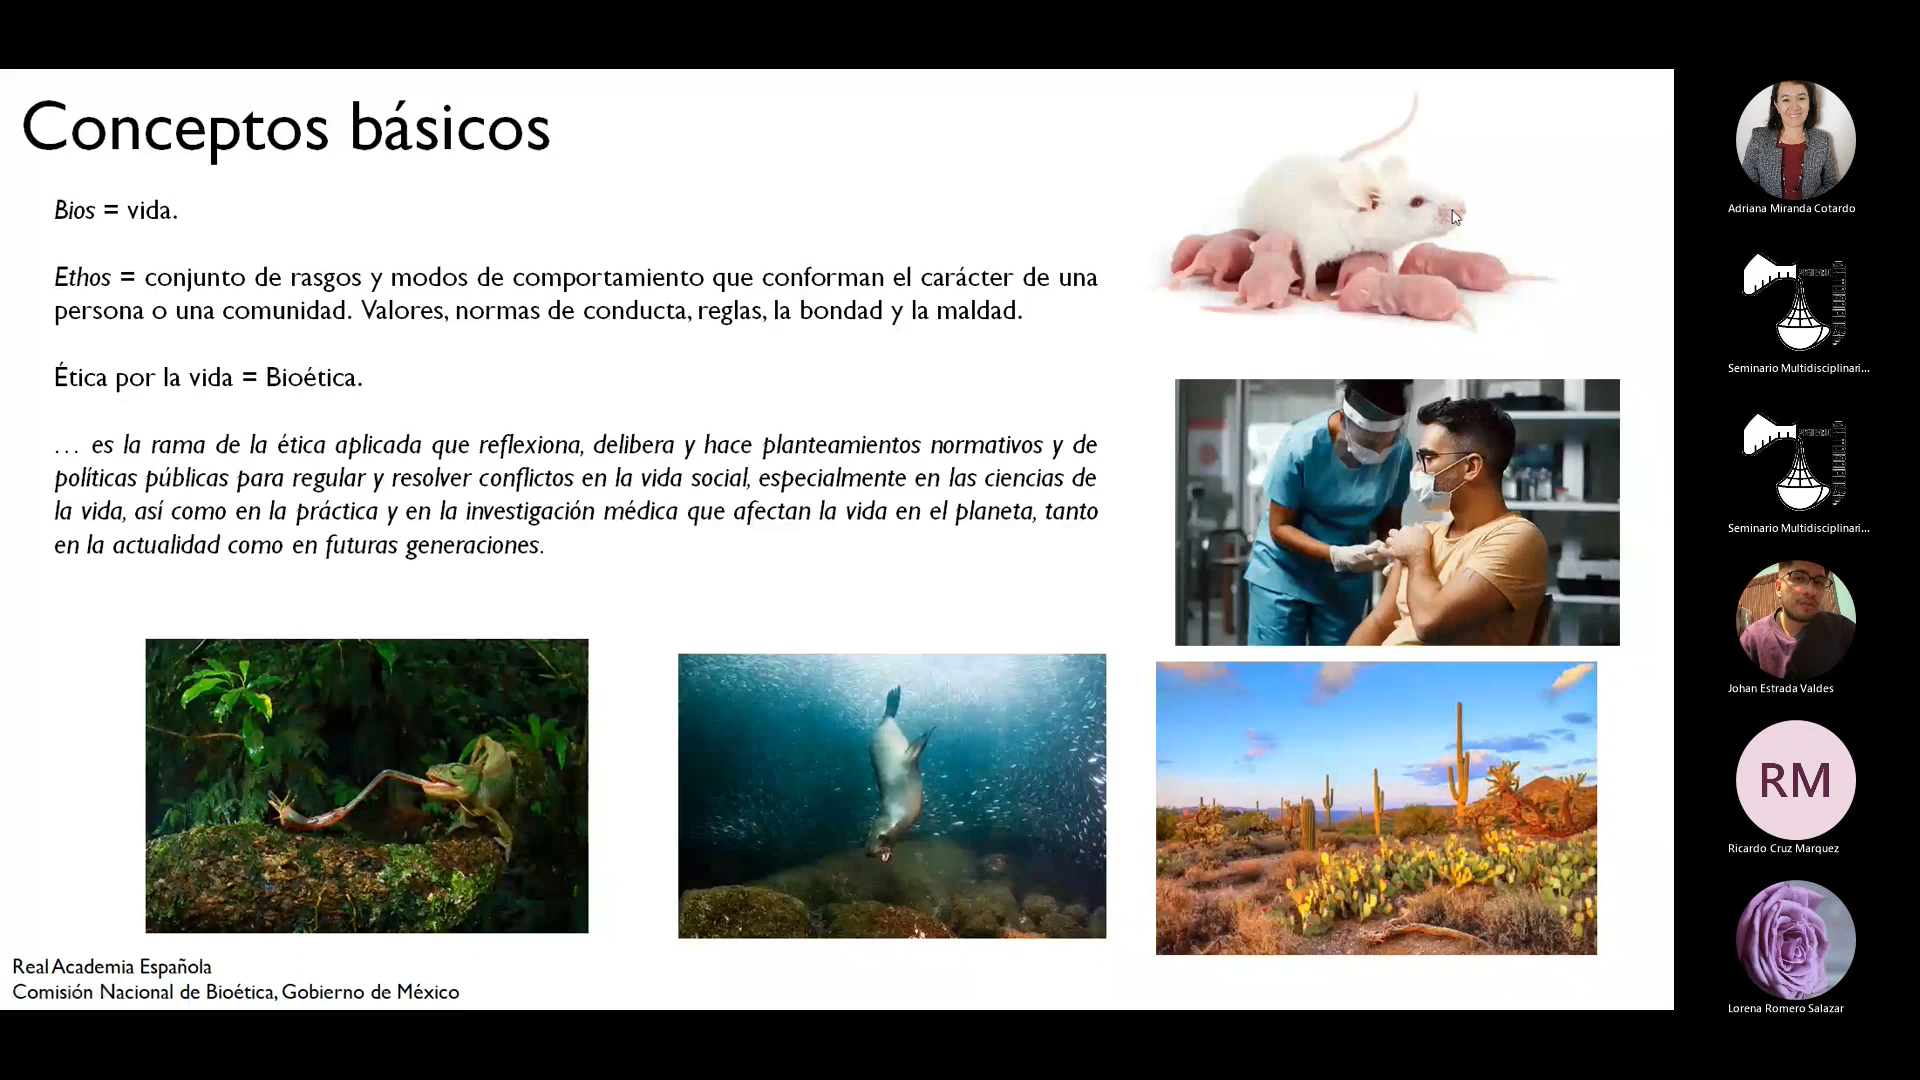 Conceptos básicos
Bios = vida.
Ethos = conjunto de rasgos y modos de comportamiento que conforman el carácter de una
persona o una comunidad. Valores, normas de conducta, reglas, la bondad y la maldad.
Ética por la vida = Bioética.
… es la rama de la ética aplicada que reflexiona, delibera y hace planteamientos normativos y de
políticas públicas para regular y resolver conflictos en la vida social, especialmente en las ciencias de
la vida, así como en la práctica y en la investigación médica que afectan la vida en el planeta, tanto
en la actualidad como en futuras generaciones.
Real Academia Española
Comisión Nacional de Bioética, Gobierno de México
Adriana Miranda Cotardo
Seminario Multidisciplinari...
Seminario Multidisciplinari...
Johan Estrada Valdes
RM
Ricardo Cruz Marquez
Lorena Romero Salazar